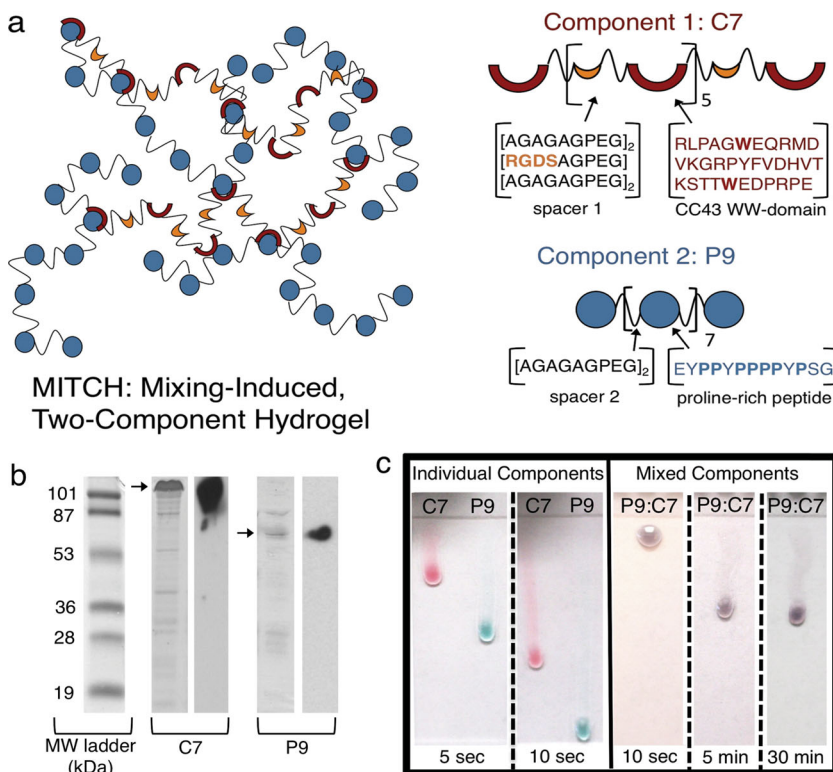 a
MITCH: Mixing-Induced,
Two-Component Hydrogel
Component 1: C7
5
[AGAGAGPEG]2
[RGDSAGPEG]
[AGAGAGPEG]2
spacer 1
RLPAGWEQRMD
VKGRPYFVDHVT
KSTTWEDPRPE
CC43 WW-domain
Component 2: P9
7
[AGAGAGPEG]2
spacer 2
EYPPYPPPPYPSG
proline-rich peptide
b
101
87
53
36
28
19
MW ladder
(kDa)
C7
P9
c
Individual Components
Mixed Components
C7 P9 C7 P9 P9:C7 P9:C7 P9:C7
5 sec 10 sec 10 sec 5 min 30 min